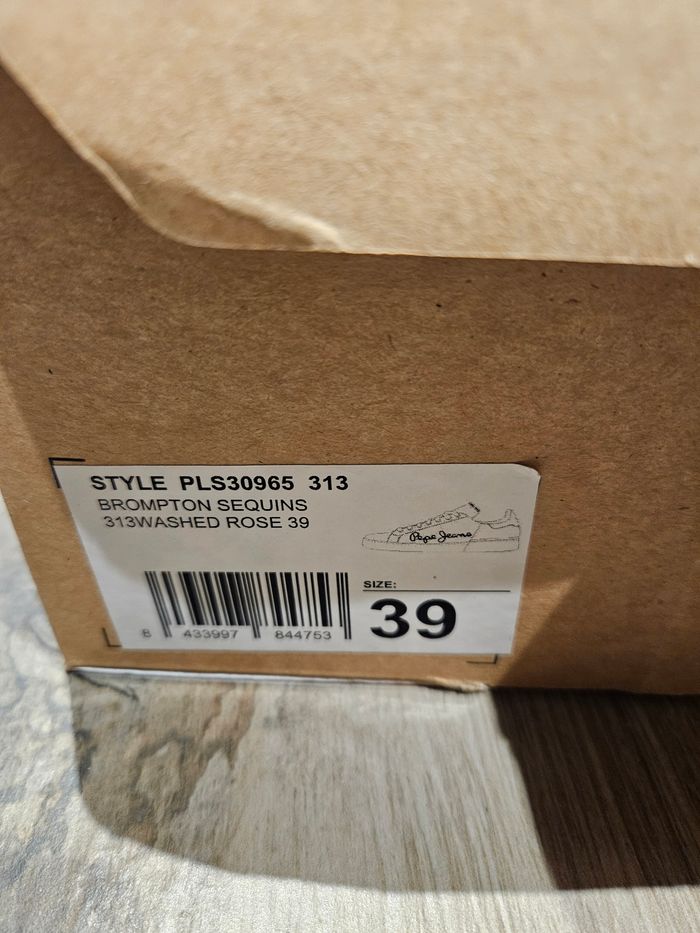 STYLE PLS30965 313
BROMPTON SEQUINS
313WASHED ROSE 39
Pepe Jeans
SIZE:
39
8 433997 844753